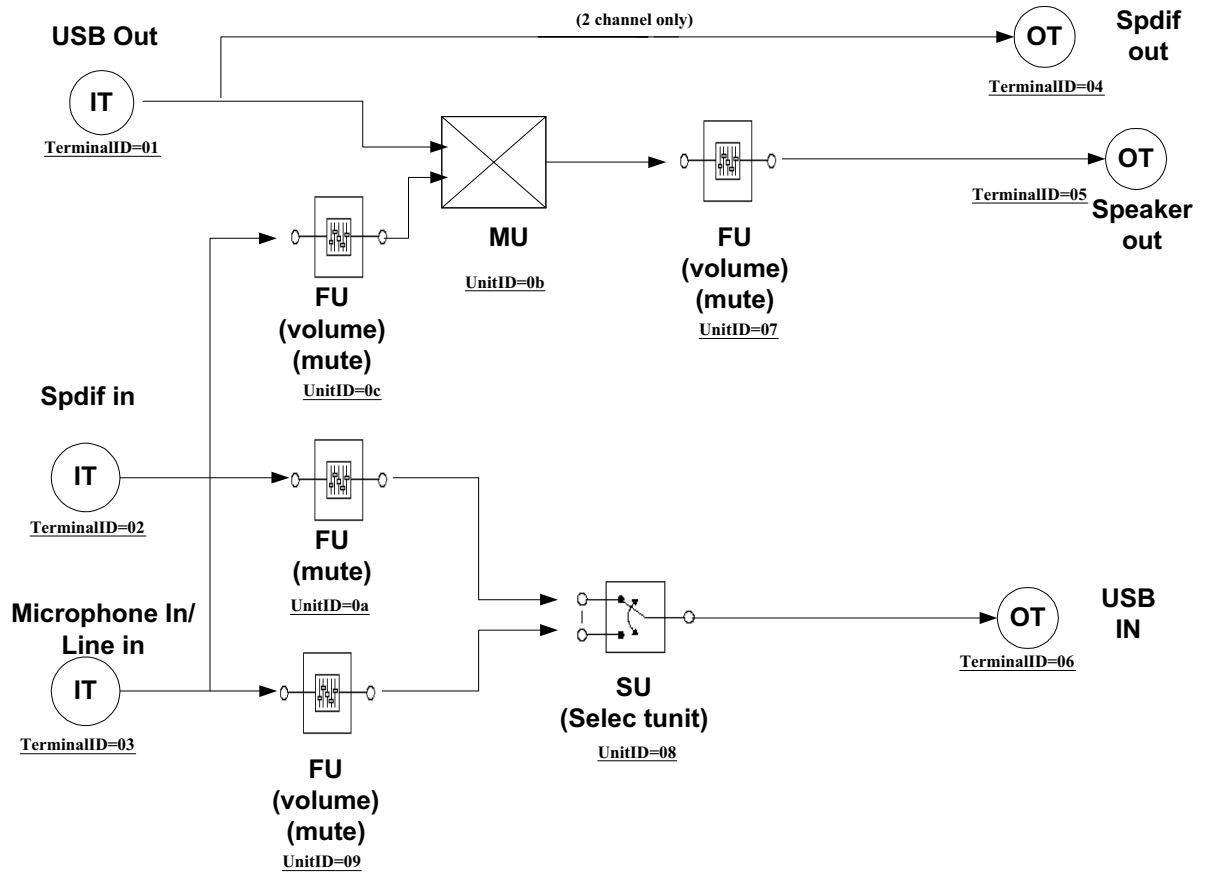 (2 channel only)
USB Out
OT
Spdif
out
TerminalID=04
IT
TerminalID=01
MU
UnitID=0b
FU
(volume)
(mute)
UnitID=07
OT
TerminalID=05
Speaker
out
FU
(volume)
(mute)
UnitID=0c
Spdif in
IT
TerminalID=02
FU
(mute)
UnitID=0a
Microphone In/
Line in
IT
TerminalID=03
FU
(volume)
(mute)
UnitID=09
SU
(Selec tunit)
UnitID=08
OT
TerminalID=06
USB
IN